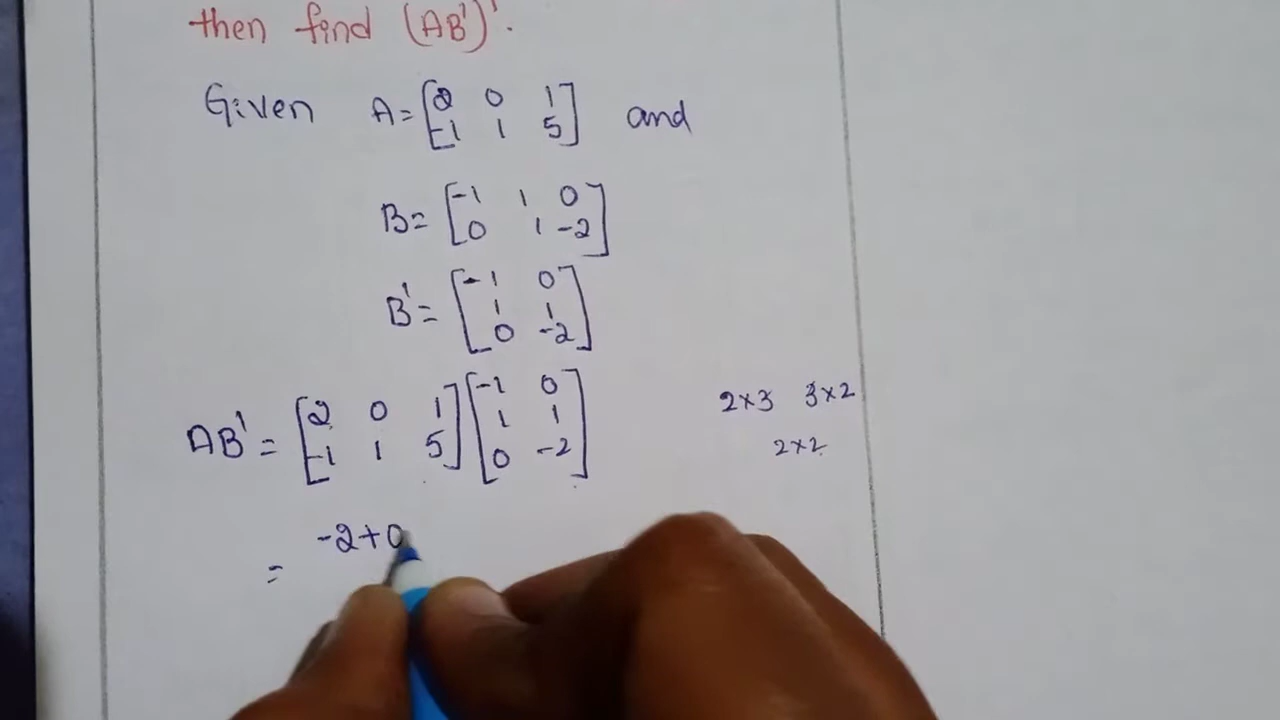 then find (AB')'.
Given A = [2 0 1
-1 1 5] and
B = [-1 1 0
0 1 -2]
B' = [-1 0
1 1
0 -2]
AB' = [2 0 1
-1 1 5] [-1 0
1 1
0 -2]
2×3 3×2
2×2
= -2+0